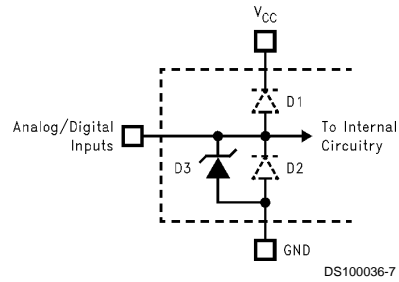 VCC
D1
Analog/Digital
Inputs
To Internal
Circuitry
D3
D2
GND
DS100036-7